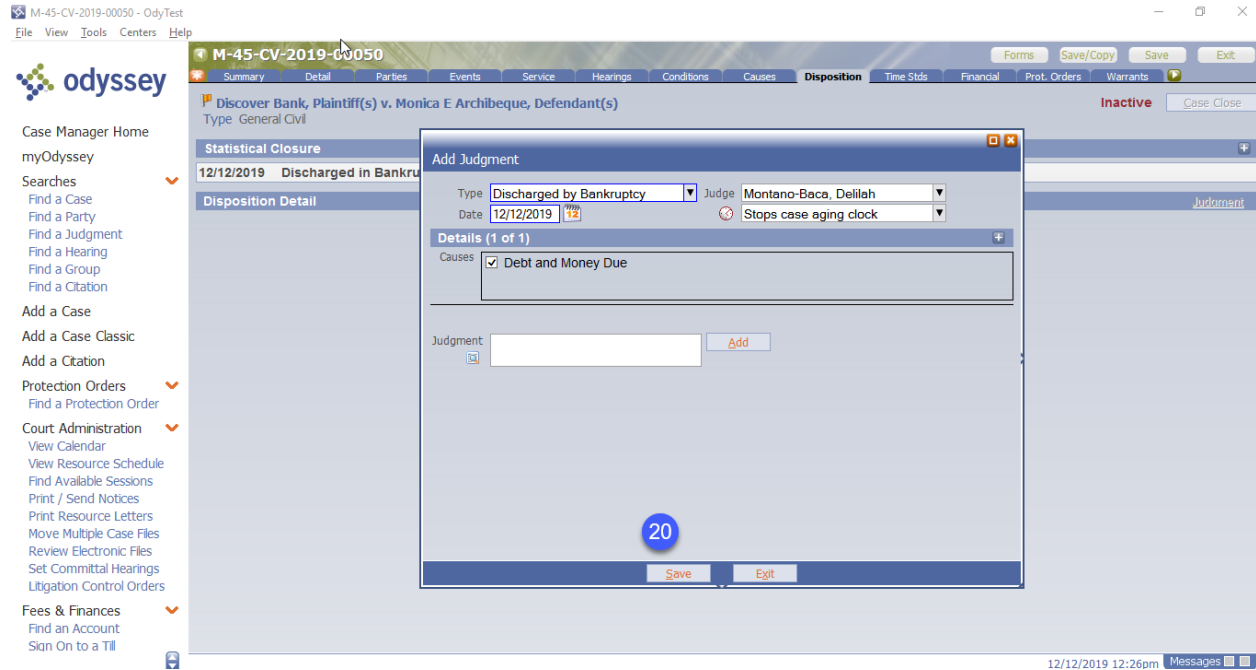 M-45-CV-2019-00050 - OdyTest
File View Tools Centers Help
odyssey
M-45-CV-2019-00050
Forms Save/Copy Save Exit
Summary Detail Parties Events Service Hearings Conditions Causes Disposition Time Stds Financial Prot. Orders Warrants
Discover Bank, Plaintiff(s) v. Monica E Archibeque, Defendant(s)
Inactive Case Close
Type General Civil
Statistical Closure
12/12/2019 Discharged in Bankru
Disposition Detail
Judgment
Add Judgment
Type Discharged by Bankruptcy Judge Montano-Baca, Delilah
Date 12/12/2019 12 Stops case aging clock
Details (1 of 1)
Causes Debt and Money Due
Judgment Add
20
Save Exit
Case Manager Home
myOdyssey
Searches
Find a Case
Find a Party
Find a Judgment
Find a Hearing
Find a Group
Find a Citation
Add a Case
Add a Case Classic
Add a Citation
Protection Orders
Find a Protection Order
Court Administration
View Calendar
View Resource Schedule
Find Available Sessions
Print / Send Notices
Print Resource Letters
Move Multiple Case Files
Review Electronic Files
Set Committal Hearings
Litigation Control Orders
Fees & Finances
Find an Account
Sign On to a Till
12/12/2019 12:26pm Messages